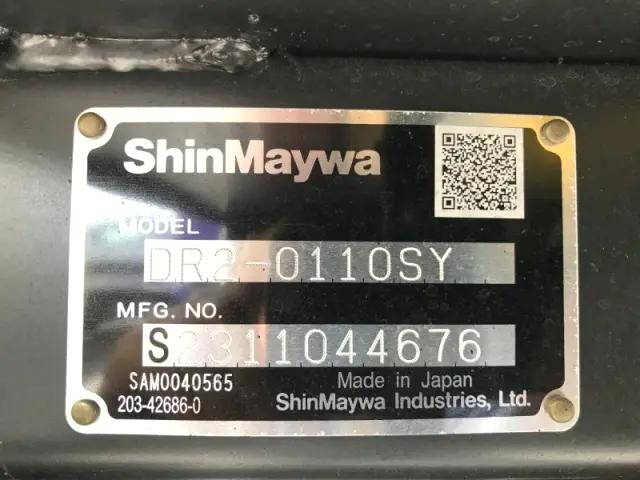 ShinMaywa
MODEL
DR2-0110SY
MFG. NO.
S2311044676
SAM0040565
203-42686-0
Made in Japan
ShinMaywa Industries, Ltd.